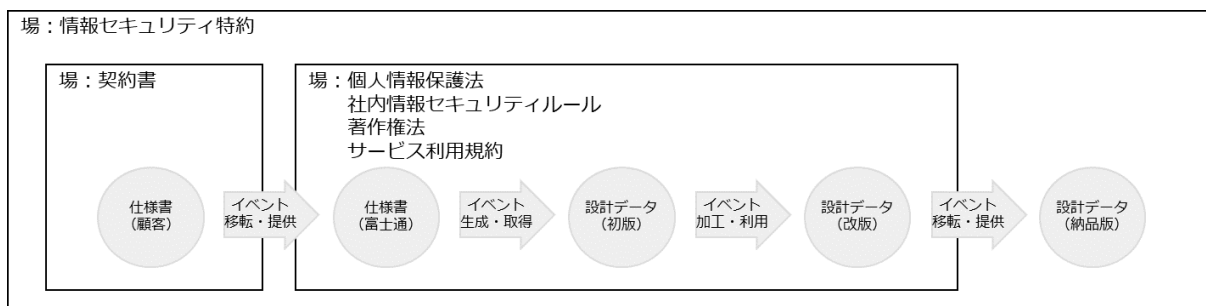 場:情報セキュリティ特約
場:契約書
場:個人情報保護法
社内情報セキュリティルール
著作権法
サービス利用規約
仕様書
(顧客)
イベント
移転・提供
仕様書
(富士通)
イベント
生成・取得
設計データ
(初版)
イベント
加工・利用
設計データ
(改版)
イベント
移転・提供
設計データ
(納品版)